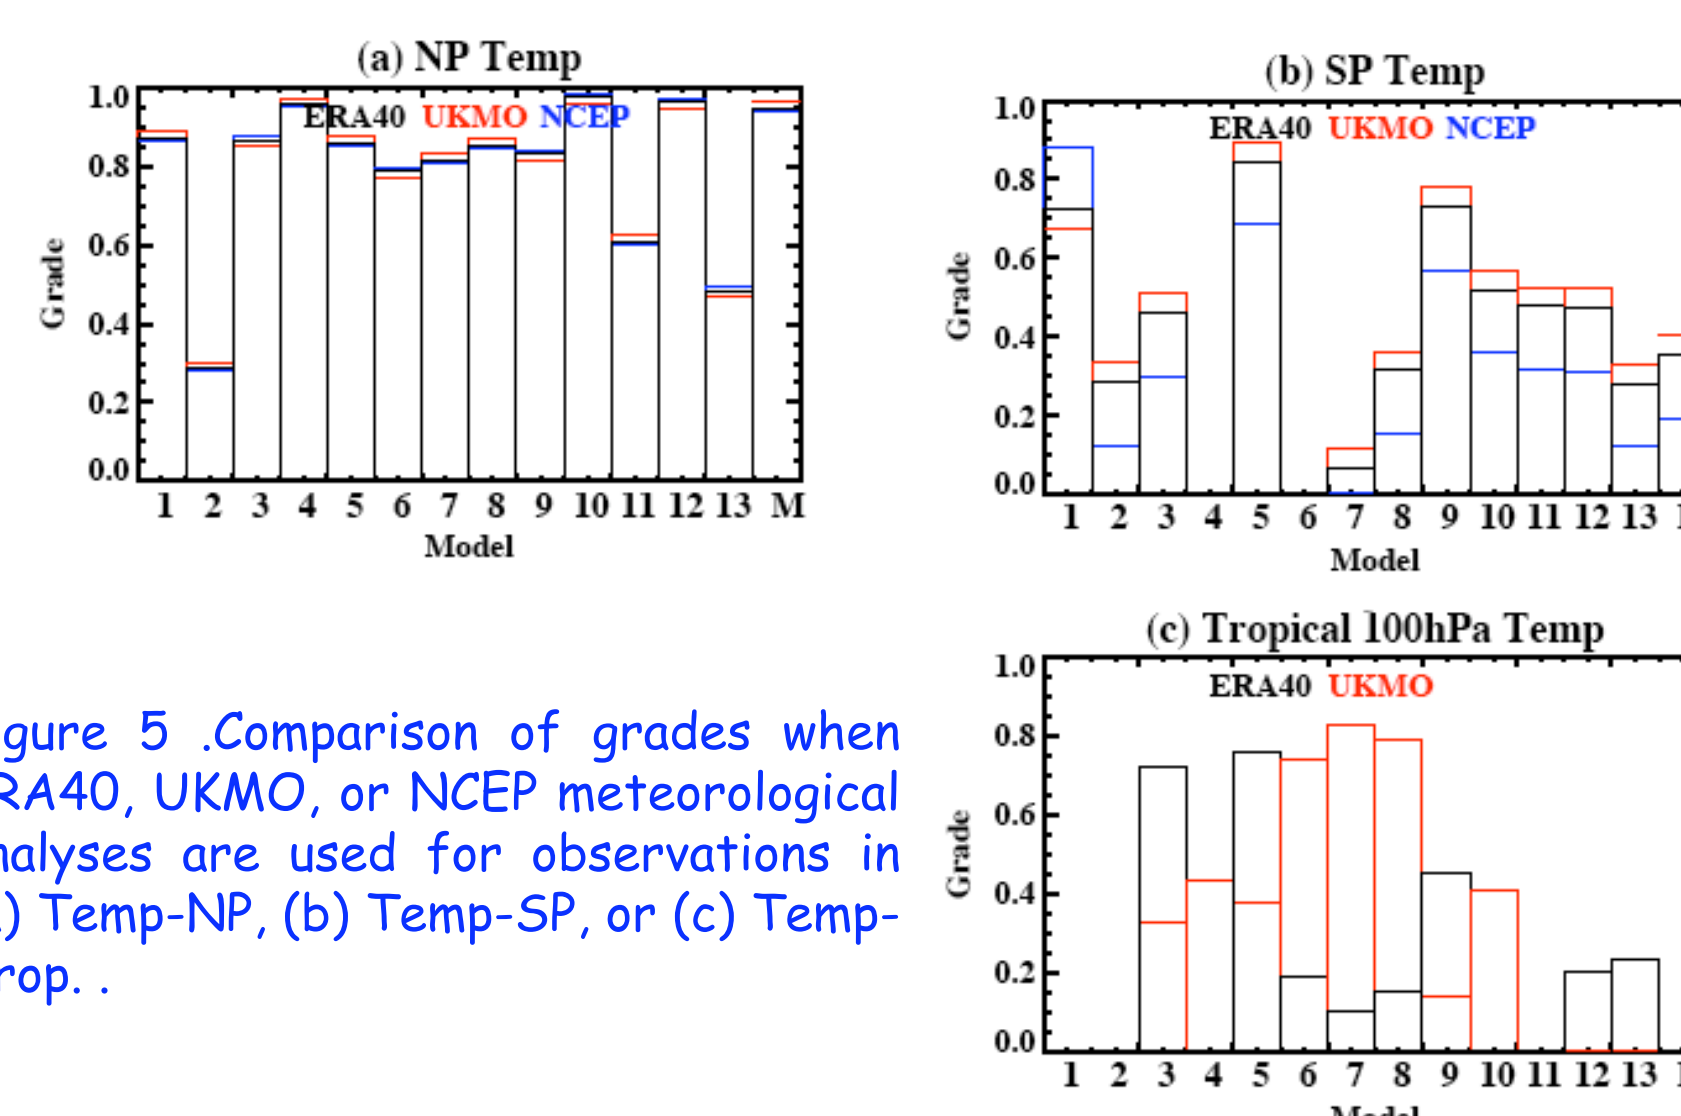 (a) NP Temp
ERA40 UKMO NCEP
1.0
0.8
0.6
0.4
0.2
0.0
Grade
1 2 3 4 5 6 7 8 9 10 11 12 13 M
Model
(b) SP Temp
ERA40 UKMO NCEP
1.0
0.8
0.6
0.4
0.2
0.0
Grade
1 2 3 4 5 6 7 8 9 10 11 12 13
Model
(c) Tropical 100hPa Temp
ERA40 UKMO
1.0
0.8
0.6
0.4
0.2
0.0
Grade
1 2 3 4 5 6 7 8 9 10 11 12 13
Model
gure 5 .Comparison of grades when
RA40, UKMO, or NCEP meteorological
nalyses are used for observations in
) Temp-NP, (b) Temp-SP, or (c) Temp-
rop. .